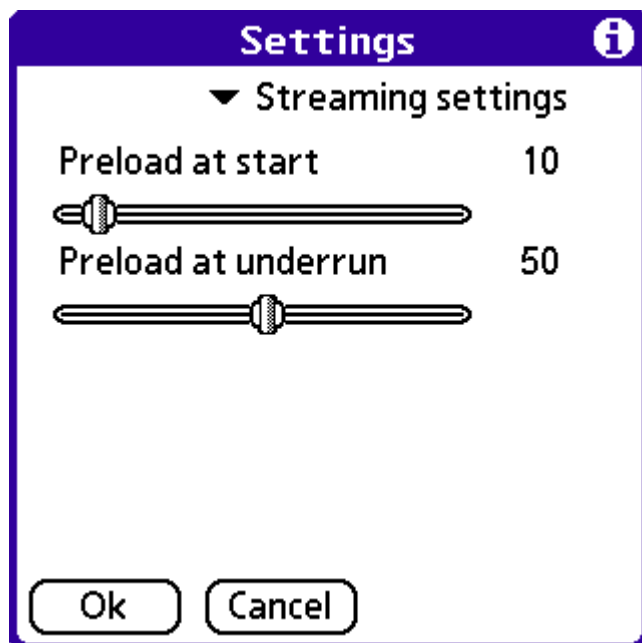 Settings
Streaming settings
Preload at start 10
Preload at underrun 50
Ok Cancel